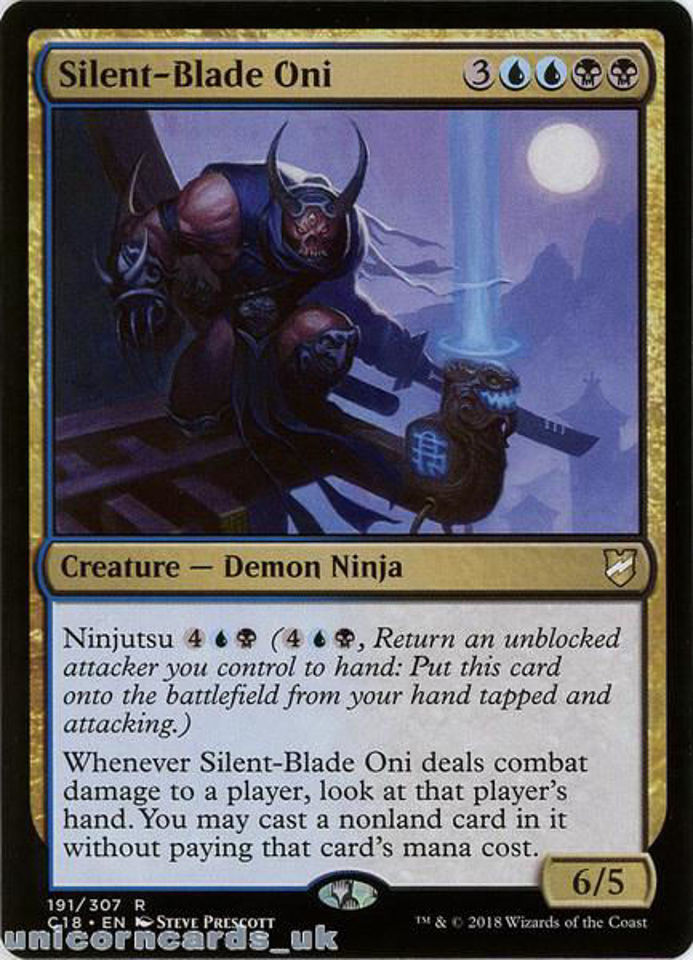 Silent-Blade Oni 3
Creature — Demon Ninja
Ninjutsu 4 (4, Return an unblocked
attacker you control to hand: Put this card
onto the battlefield from your hand tapped and
attacking.)
Whenever Silent-Blade Oni deals combat
damage to a player, look at that player's
hand. You may cast a nonland card in it
without paying that card's mana cost.
6/5
191/307 R
C18 • EN Steve Prescott
™ & © 2018 Wizards of the Coast
unicorncards_uk